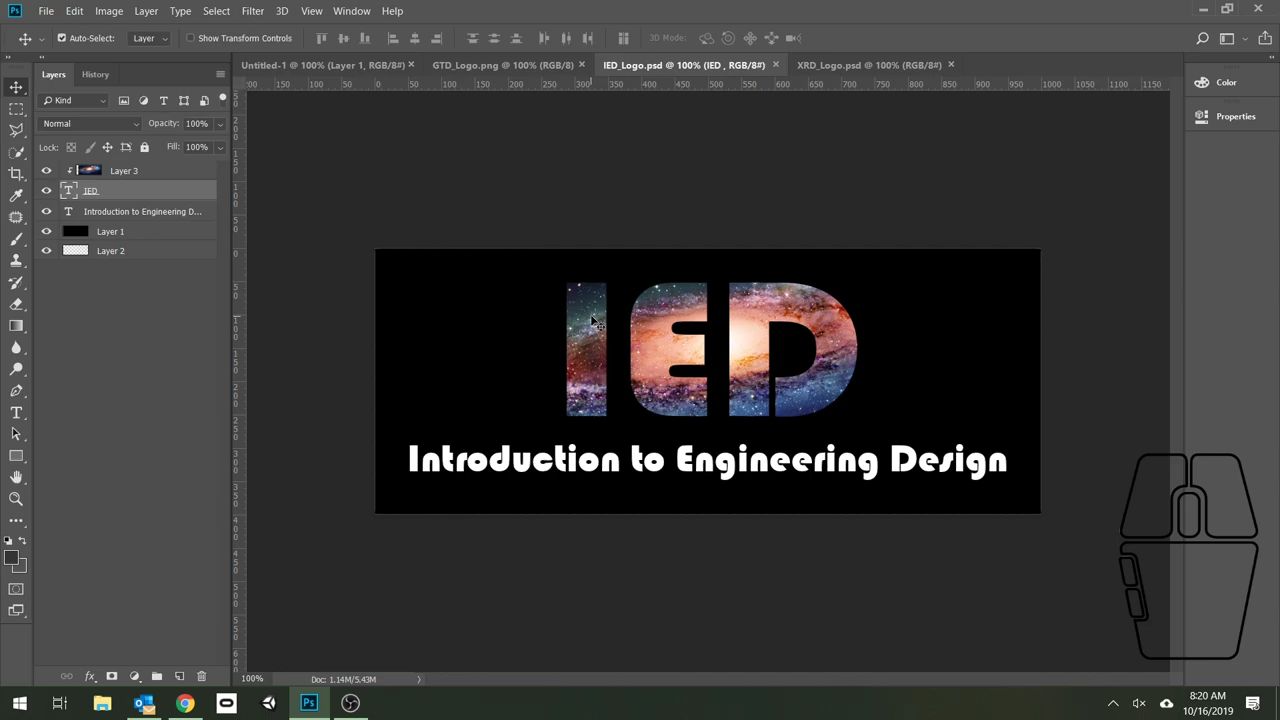 Ps File Edit Image Layer Type Select Filter 3D View Window Help
Auto-Select: Layer Show Transform Controls 3D Mode:
Layers History
Untitled-1 @ 100% (Layer 1, RGB/8#) × GTD_Logo.png @ 100% (RGB/8) × IED_Logo.psd @ 100% (IED , RGB/8#) × XRD_Logo.psd @ 100% (RGB/8#) ×
Kind
Normal Opacity: 100%
Lock: Fill: 100%
Layer 3
T IED
T Introduction to Engineering D...
Layer 1
Layer 2
Color
Properties
IED
Introduction to Engineering Design
fx
100% Doc: 1.14M/5.43M
Ps
8:20 AM
10/16/2019